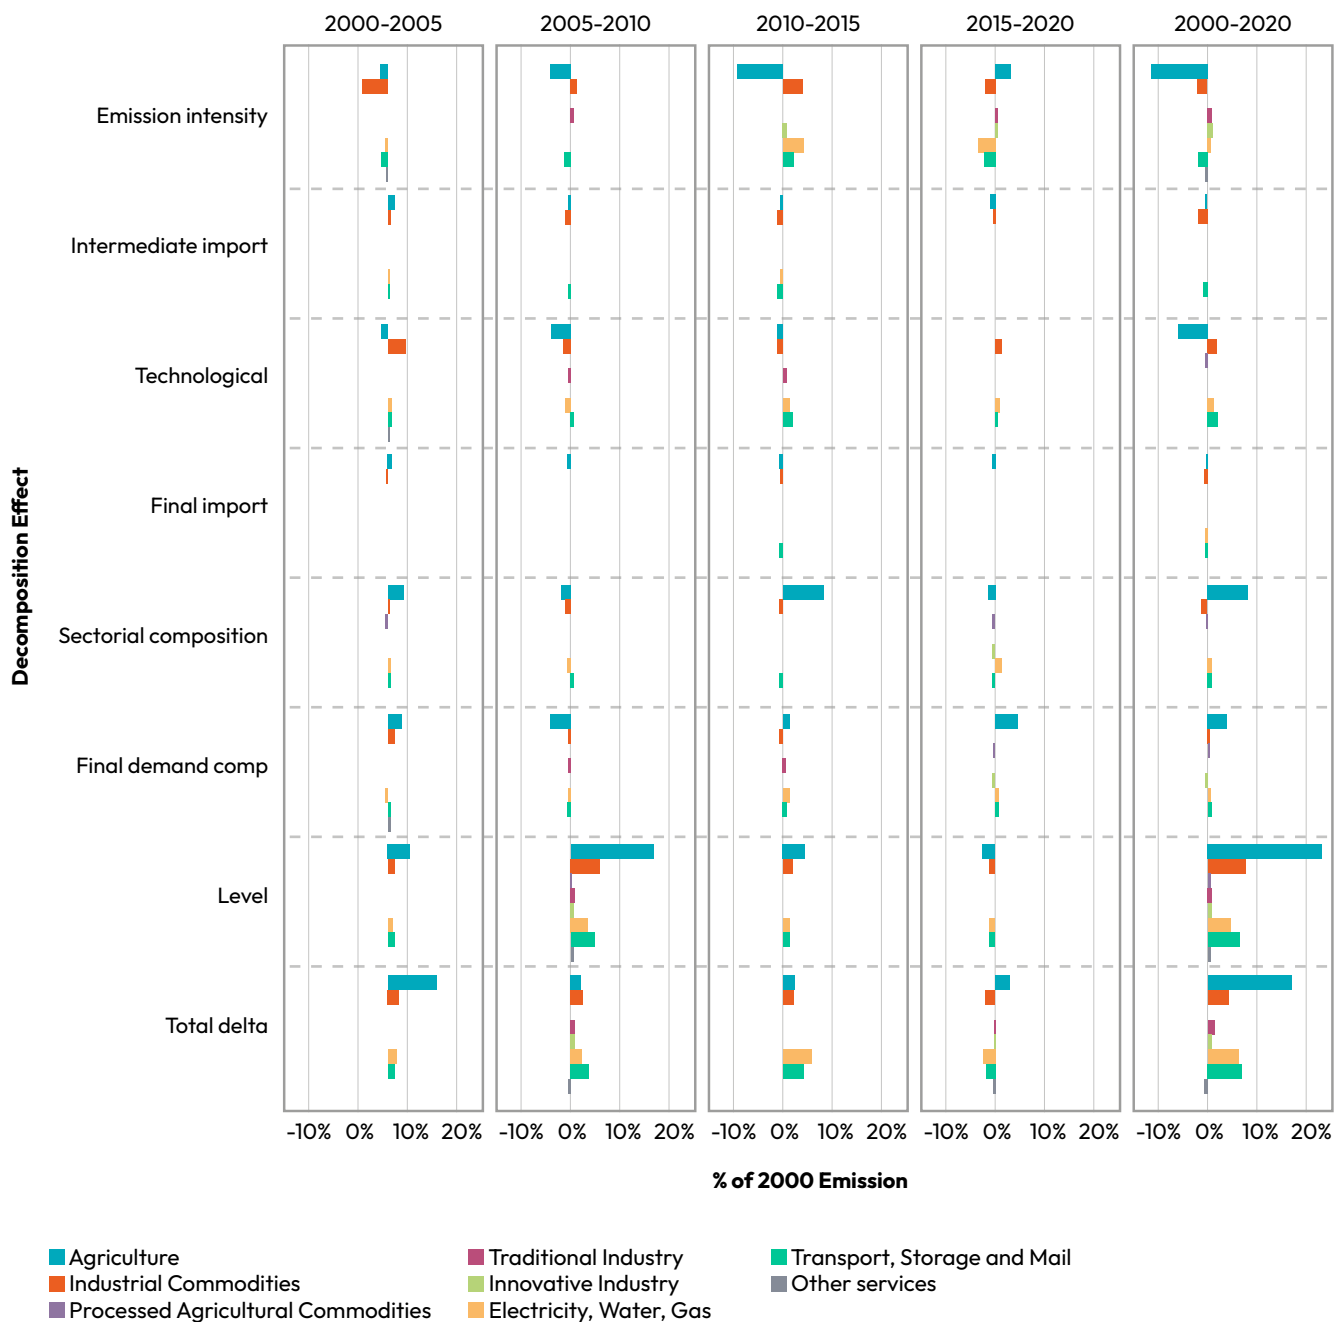 2000-2005 2005-2010 2010-2015 2015-2020 2000-2020
Emission intensity
Intermediate import
Technological
Final import
Sectorial composition
Final demand comp
Level
Total delta
Decomposition Effect
-10% 0% 10% 20% -10% 0% 10% 20% -10% 0% 10% 20% -10% 0% 10% 20% -10% 0% 10% 20%
% of 2000 Emission
Agriculture Traditional Industry Transport, Storage and Mail
Industrial Commodities Innovative Industry Other services
Processed Agricultural Commodities Electricity, Water, Gas